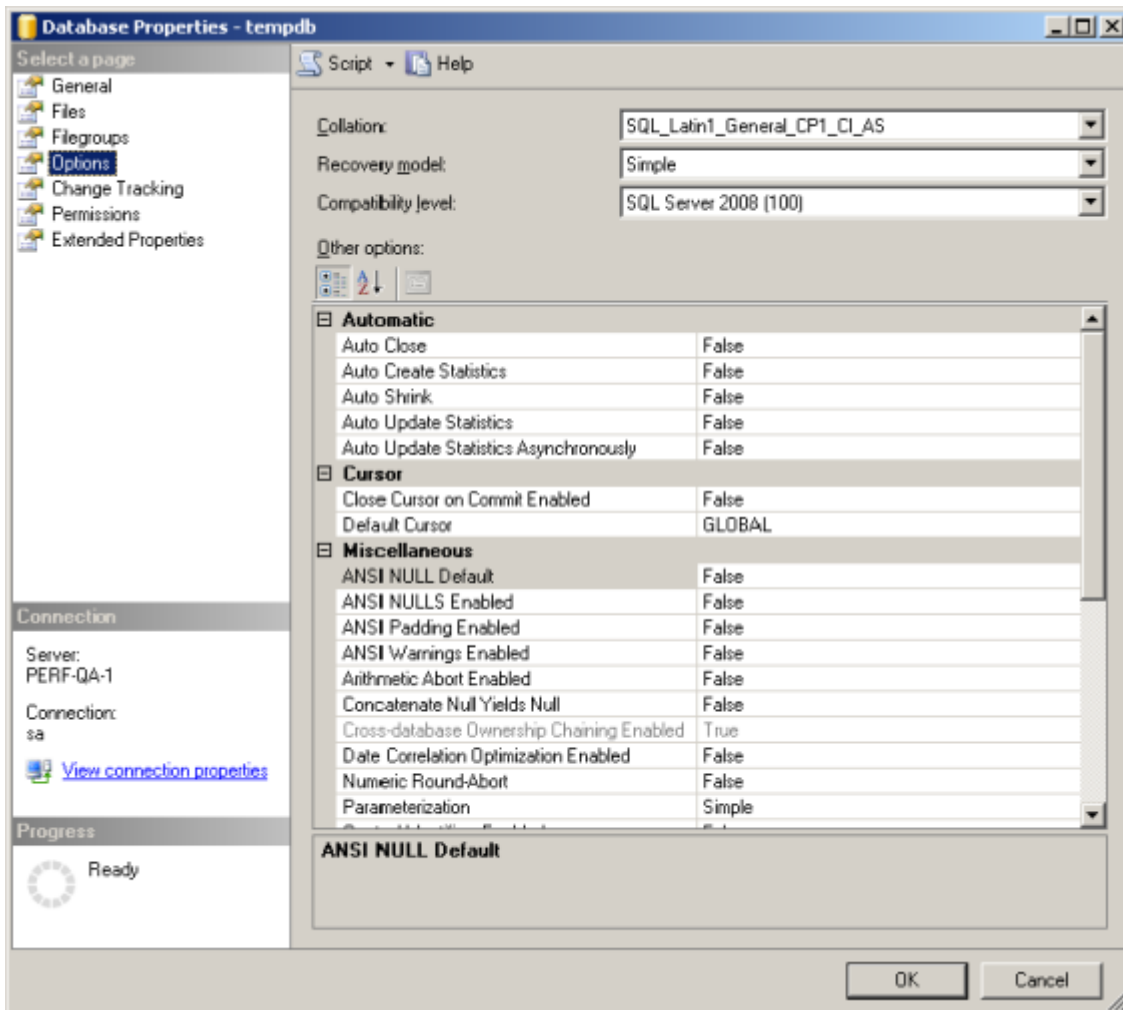 Database Properties - tempdb
Select a page
General
Files
Filegroups
Options
Change Tracking
Permissions
Extended Properties
Connection
Server:
PERF-QA-1
Connection:
sa
View connection properties
Progress
Ready
Script Help
Collation: SQL_Latin1_General_CP1_CI_AS
Recovery model: Simple
Compatibility level: SQL Server 2008 (100)
Other options:
Automatic
Auto Close False
Auto Create Statistics False
Auto Shrink False
Auto Update Statistics False
Auto Update Statistics Asynchronously False
Cursor
Close Cursor on Commit Enabled False
Default Cursor GLOBAL
Miscellaneous
ANSI NULL Default False
ANSI NULLS Enabled False
ANSI Padding Enabled False
ANSI Warnings Enabled False
Arithmetic Abort Enabled False
Concatenate Null Yields Null False
Cross-database Ownership Chaining Enabled True
Date Correlation Optimization Enabled False
Numeric Round-Abort False
Parameterization Simple
ANSI NULL Default
OK Cancel